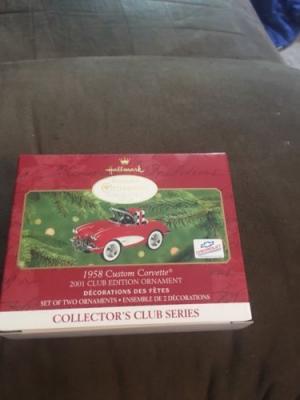 Hallmark
1958 Custom Corvette®
2001 CLUB EDITION ORNAMENT
DÉCORATIONS DES FÊTES
SET OF TWO ORNAMENTS • ENSEMBLE DE 2 DÉCORATIONS
COLLECTOR'S CLUB SERIES